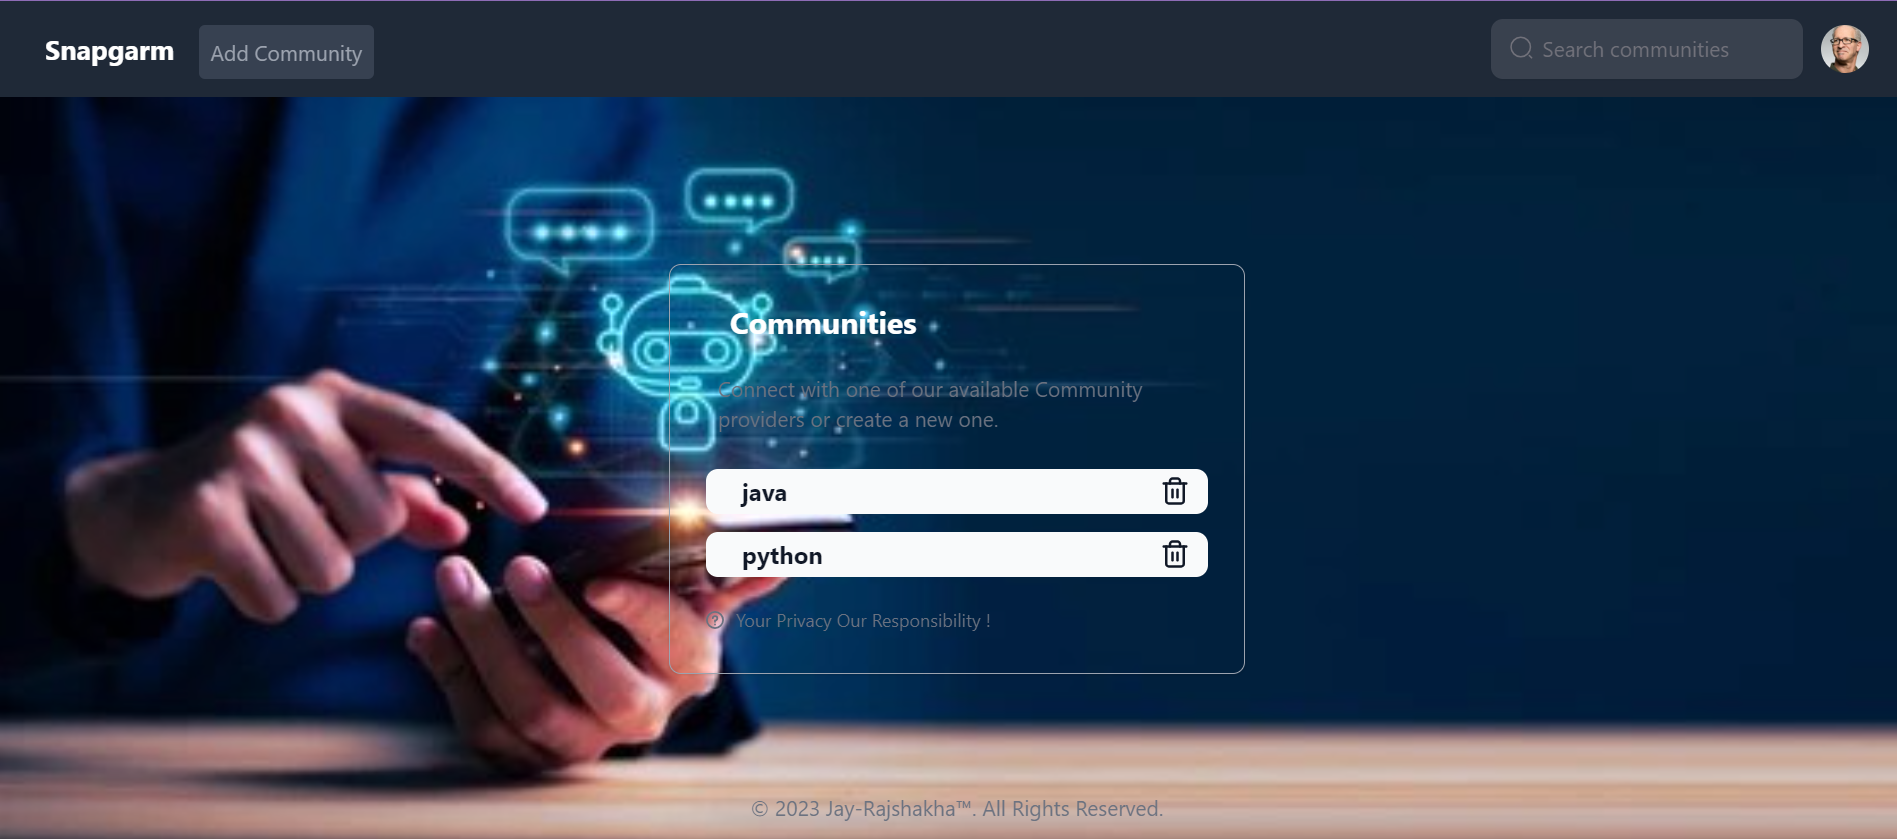 Snapgarm
Add Community
Search communities
Communities
Connect with one of our available Community
providers or create a new one.
java
python
Your Privacy Our Responsibility !
© 2023 Jay-Rajshakha™. All Rights Reserved.